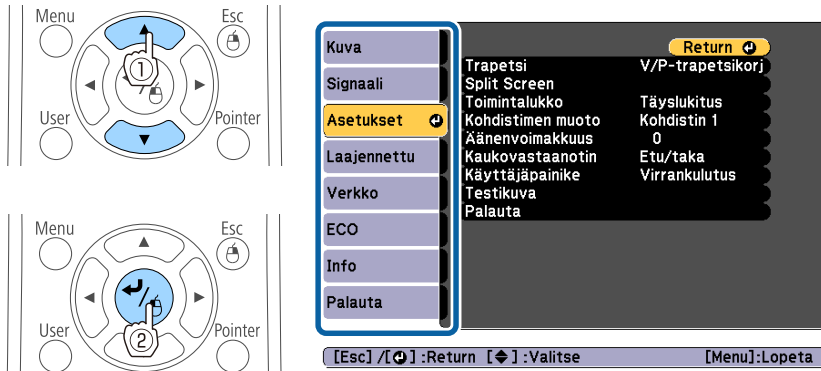 Menu
Esc
1
User
Pointer
Menu
Esc
2
User
Pointer
Kuva
Signaali
Asetukset
Laajennettu
Verkko
ECO
Info
Palauta
Return
Trapetsi V/P-trapetsikorj
Split Screen
Toimintalukko Täyslukitus
Kohdistimen muoto Kohdistin 1
Äänenvoimakkuus 0
Kaukovastaanotin Etu/taka
Käyttäjäpainike Virrankulutus
Testikuva
Palauta
[Esc] /[⏎] :Return [◆] :Valitse [Menu]:Lopeta